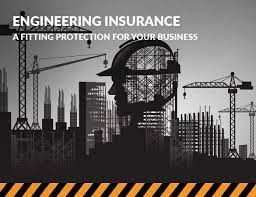 ENGINEERING INSURANCE
A FITTING PROTECTION FOR YOUR BUSINESS